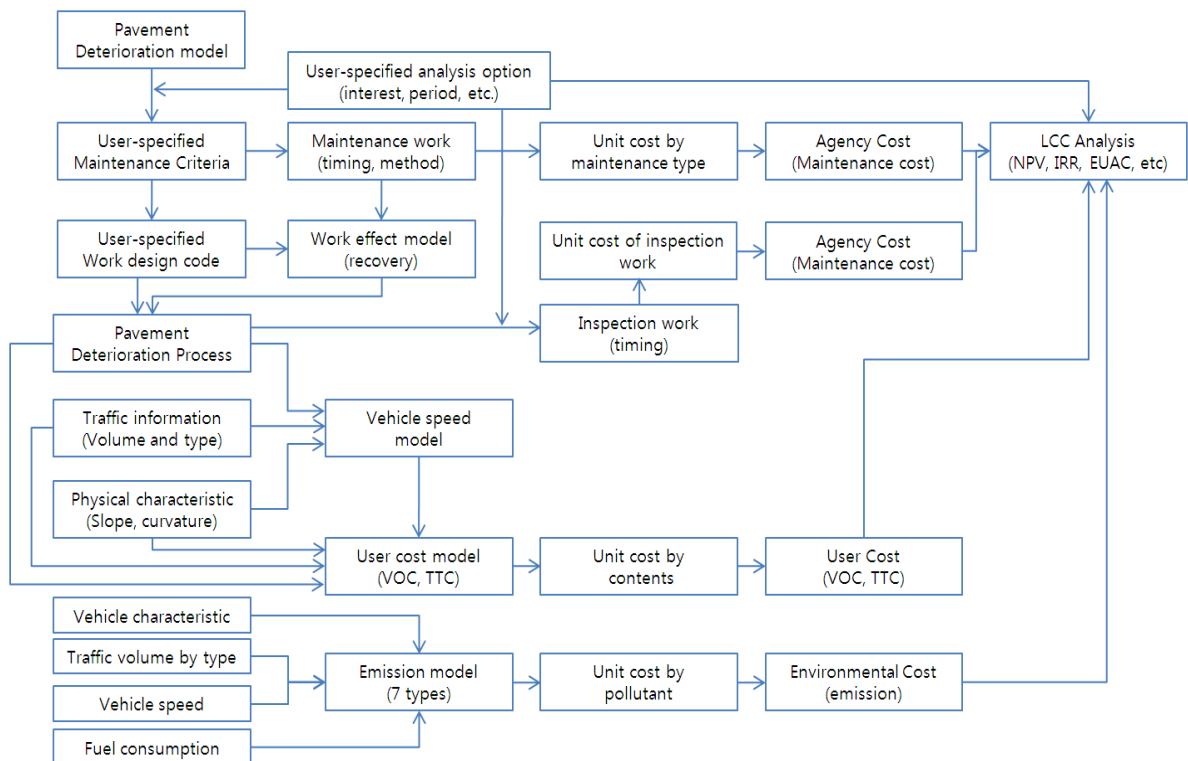 Pavement
Deterioration model
User-specified analysis option
(interest, period, etc.)
User-specified
Maintenance Criteria
Maintenance work
(timing, method)
Unit cost by
maintenance type
Agency Cost
(Maintenance cost)
LCC Analysis
(NPV, IRR, EUAC, etc)
User-specified
Work design code
Work effect model
(recovery)
Unit cost of inspection
work
Agency Cost
(Maintenance cost)
Pavement
Deterioration Process
Inspection work
(timing)
Traffic information
(Volume and type)
Vehicle speed
model
Physical characteristic
(Slope, curvature)
User cost model
(VOC, TTC)
Unit cost by
contents
User Cost
(VOC, TTC)
Vehicle characteristic
Traffic volume by type
Emission model
(7 types)
Unit cost by
pollutant
Environmental Cost
(emission)
Vehicle speed
Fuel consumption